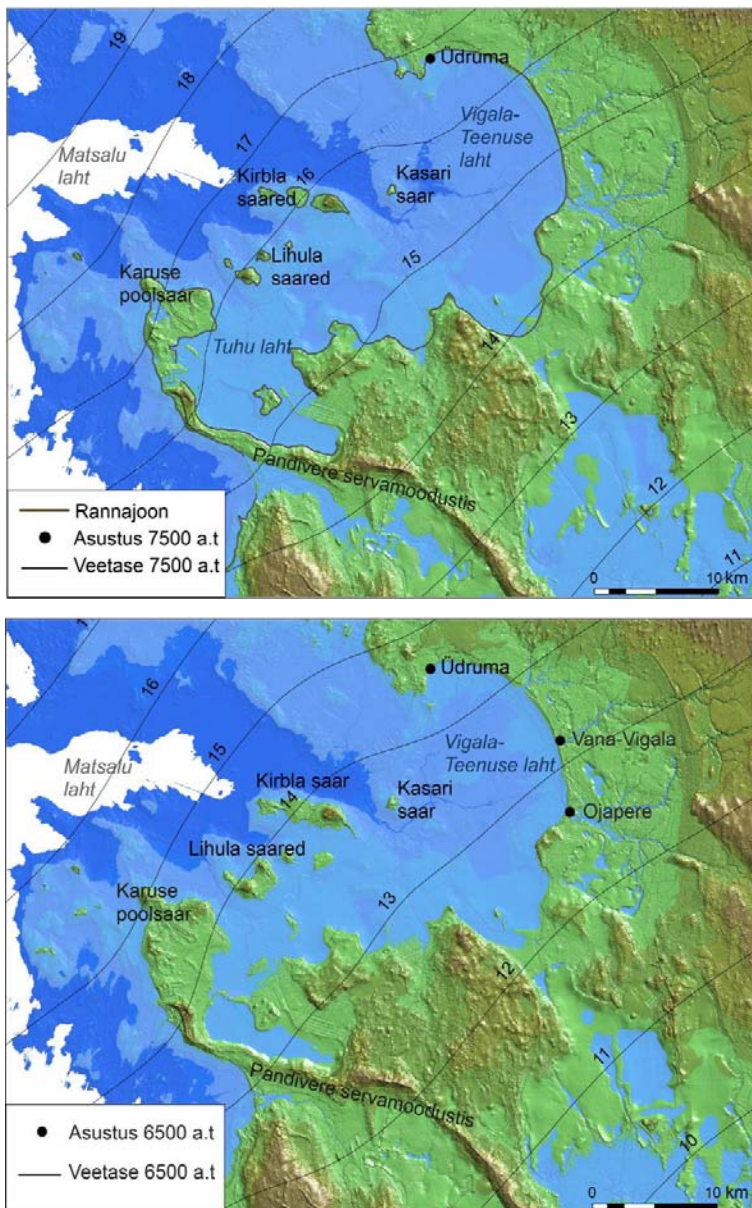 19
18
17
16
15
14
13
12
11
Üdruma
Vigala-
Teenuse
laht
Matsalu
laht
Kirbla
saared
Kasari
saar
Lihula
saared
Karuse
poolsaar
Tuhu laht
Pandivere servamoodustis
Rannajoon
Asustus 7500 a.t
Veetase 7500 a.t
0 10 km
16
15
14
13
12
11
10
Üdruma
Vigala-
Teenuse laht
Vana-Vigala
Matsalu
laht
Kirbla saar
Kasari
saar
Ojapere
Lihula saared
Karuse
poolsaar
Pandivere servamoodustis
Asustus 6500 a.t
Veetase 6500 a.t
0 10 km